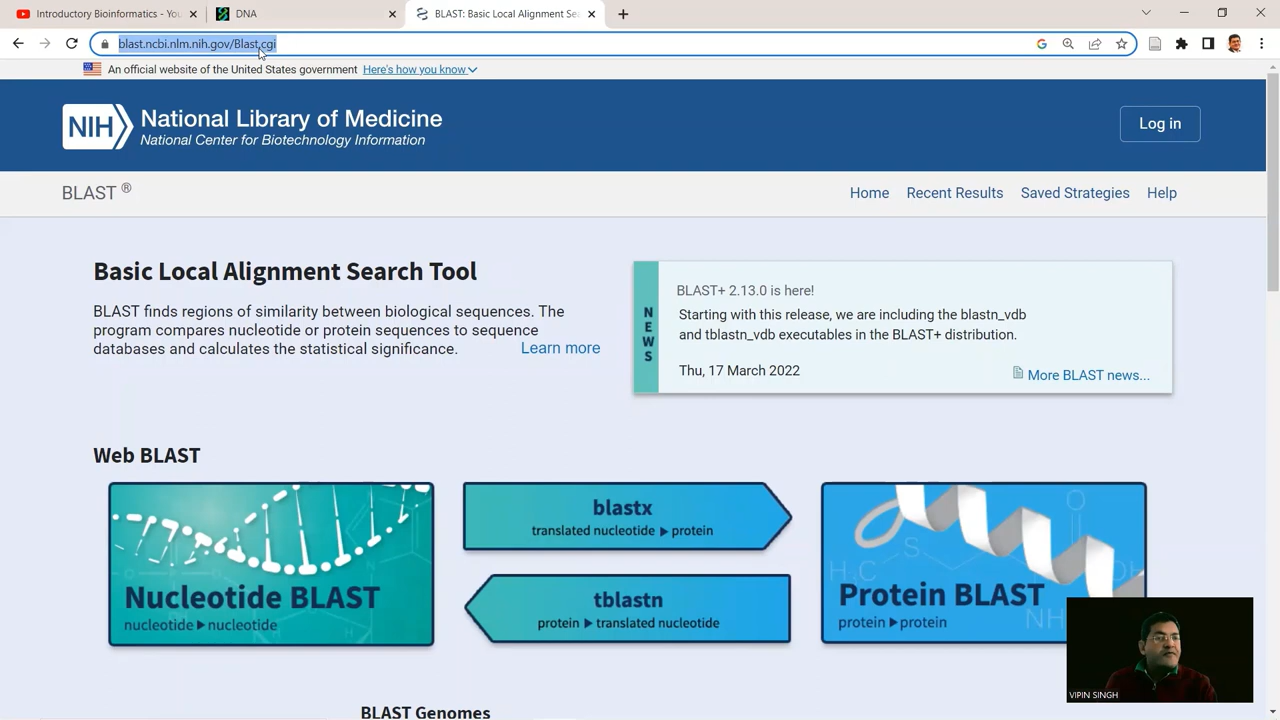 Introductory Bioinformatics - You
DNA
BLAST: Basic Local Alignment Sea
blast.ncbi.nlm.nih.gov/Blast.cgi
An official website of the United States government Here's how you know
NIH National Library of Medicine
National Center for Biotechnology Information
Log in
BLAST ®
Home Recent Results Saved Strategies Help
Basic Local Alignment Search Tool
BLAST finds regions of similarity between biological sequences. The
program compares nucleotide or protein sequences to sequence
databases and calculates the statistical significance. Learn more
NEWS
BLAST+ 2.13.0 is here!
Starting with this release, we are including the blastn_vdb
and tblastn_vdb executables in the BLAST+ distribution.
Thu, 17 March 2022
More BLAST news...
Web BLAST
Nucleotide BLAST
nucleotide ▶ nucleotide
blastx
translated nucleotide ▶ protein
tblastn
protein ▶ translated nucleotide
H₃C
S
O
OH
NH
Protein BLAST
protein ▶ protein
VIPIN SINGH
BLAST Genomes